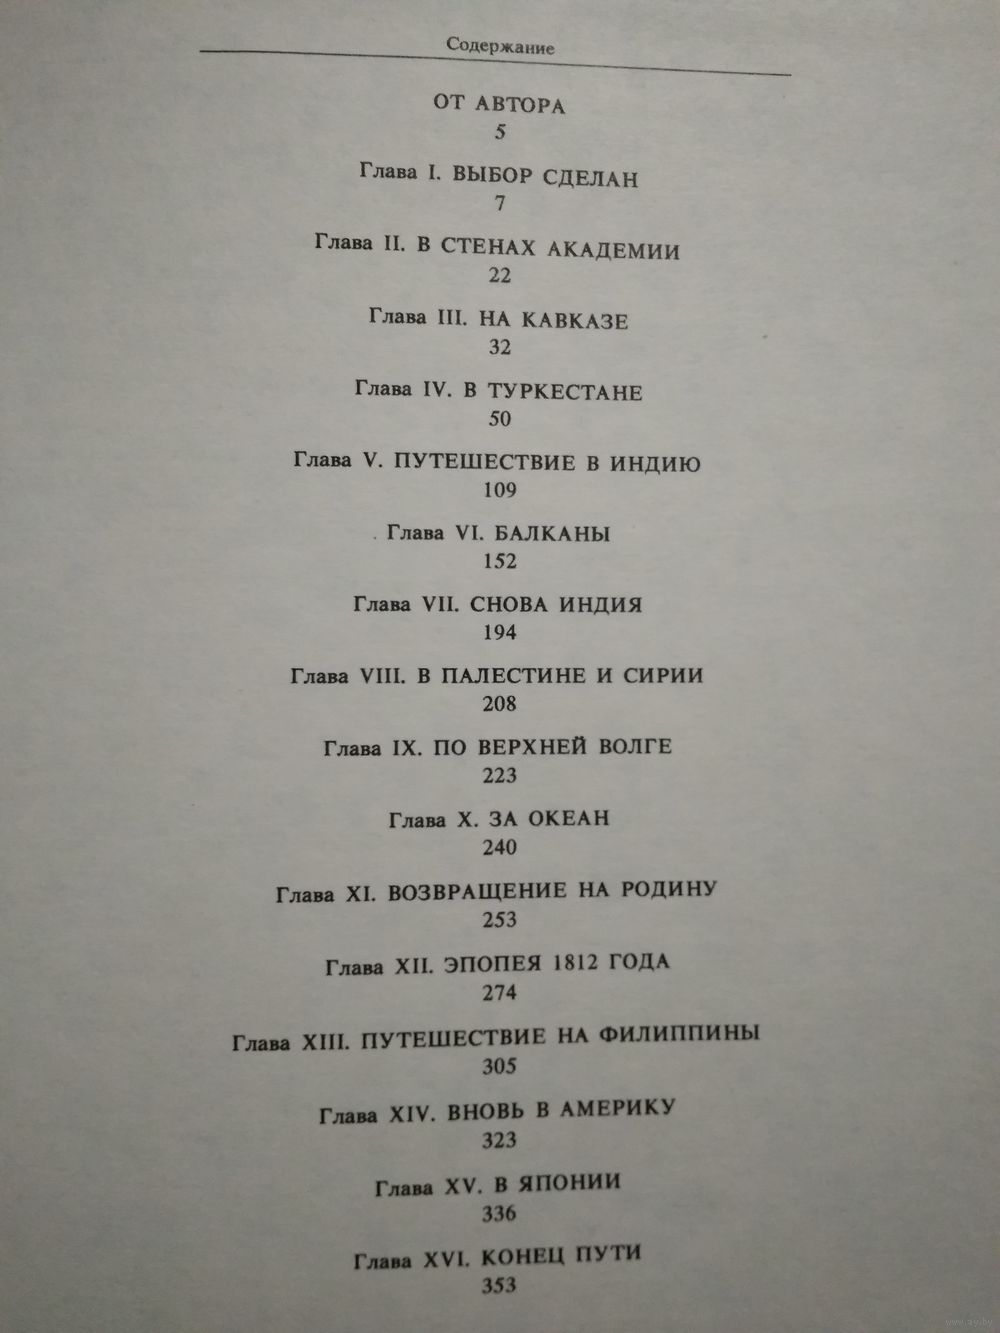 Содержание
ОТ АВТОРА
5
Глава I. ВЫБОР СДЕЛАН
7
Глава II. В СТЕНАХ АКАДЕМИИ
22
Глава III. НА КАВКАЗЕ
32
Глава IV. В ТУРКЕСТАНЕ
50
Глава V. ПУТЕШЕСТВИЕ В ИНДИЮ
109
Глава VI. БАЛКАНЫ
152
Глава VII. СНОВА ИНДИЯ
194
Глава VIII. В ПАЛЕСТИНЕ И СИРИИ
208
Глава IX. ПО ВЕРХНЕЙ ВОЛГЕ
223
Глава X. ЗА ОКЕАН
240
Глава XI. ВОЗВРАЩЕНИЕ НА РОДИНУ
253
Глава XII. ЭПОПЕЯ 1812 ГОДА
274
Глава XIII. ПУТЕШЕСТВИЕ НА ФИЛИППИНЫ
305
Глава XIV. ВНОВЬ В АМЕРИКУ
323
Глава XV. В ЯПОНИИ
336
Глава XVI. КОНЕЦ ПУТИ
353
www.ay.by